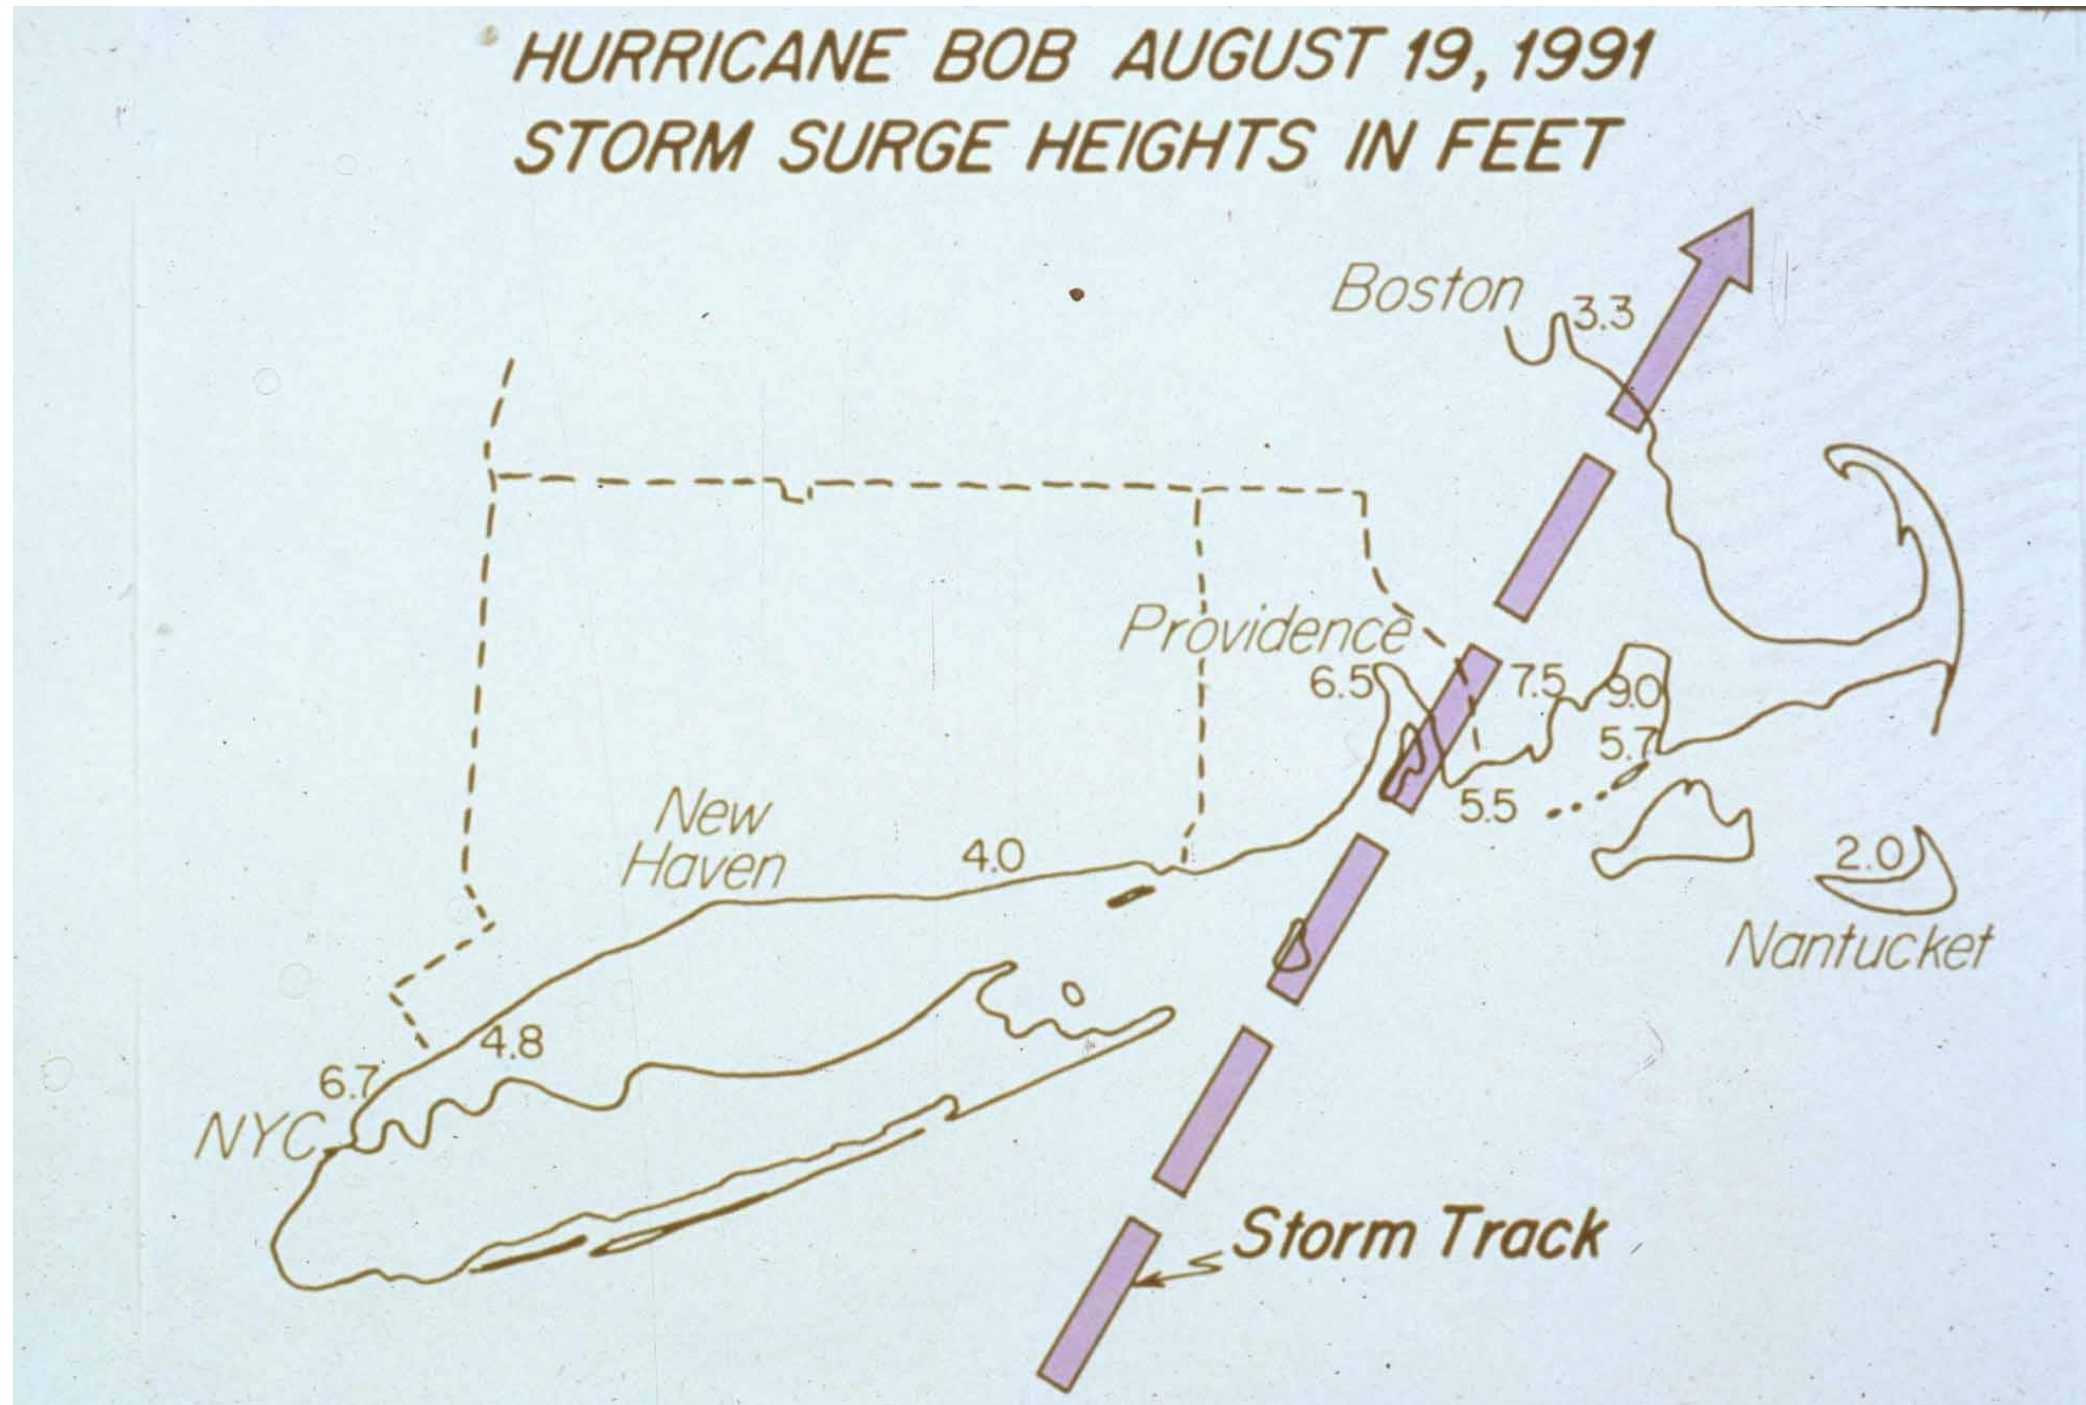 HURRICANE BOB AUGUST 19, 1991
STORM SURGE HEIGHTS IN FEET
Boston
3.3
Providence
6.5
7.5
9.0
5.7
5.5
New
Haven
4.0
2.0
Nantucket
4.8
6.7
NYC
Storm Track